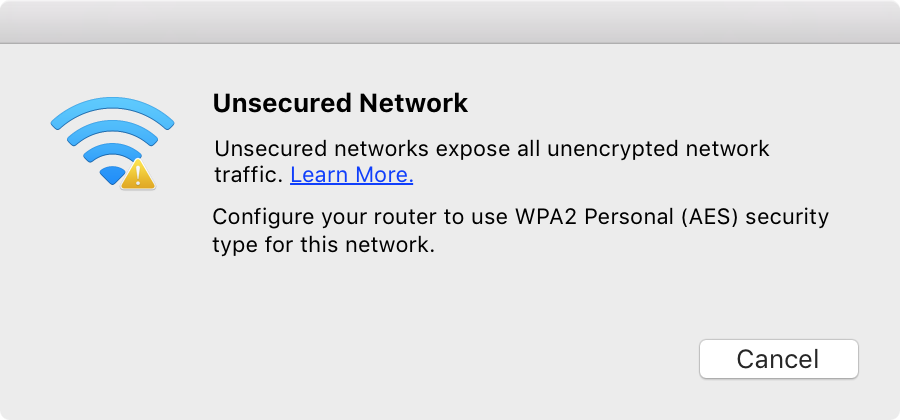 Unsecured Network
Unsecured networks expose all unencrypted network
traffic. Learn More.
Configure your router to use WPA2 Personal (AES) security
type for this network.
Cancel